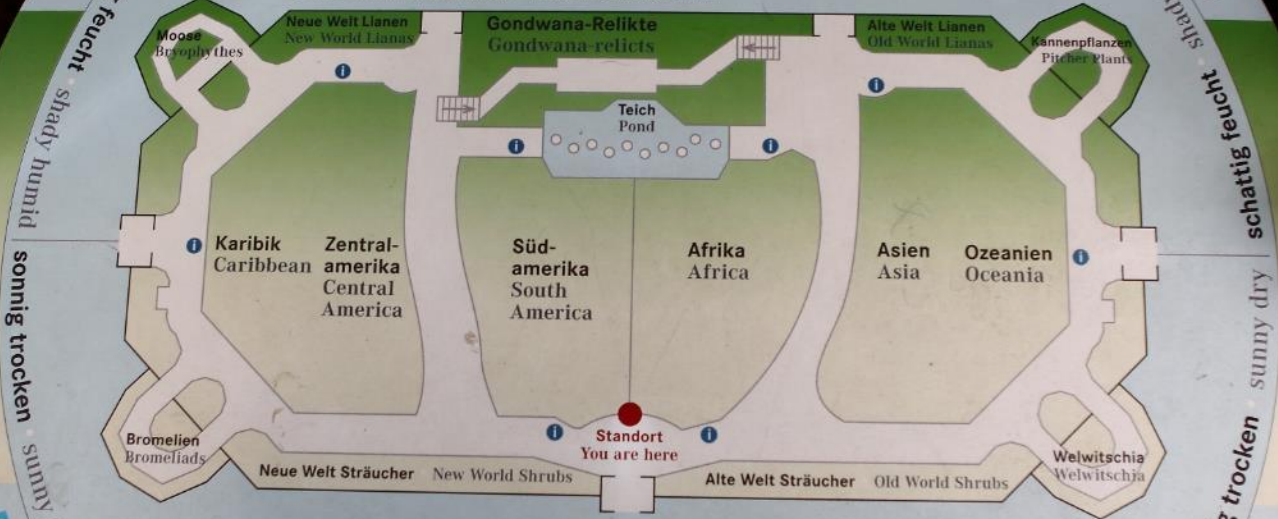 Moose
Bryophythes
Neue Welt Lianen
New World Lianas
Gondwana-Relikte
Gondwana-relicts
Alte Welt Lianen
Old World Lianas
Kannenpflanzen
Pitcher Plants
Teich
Pond
feucht · shady humid
schattig feucht · shady
i
i
i
i
i
i
Karibik
Caribbean
Zentral-
amerika
Central
America
Süd-
amerika
South
America
Afrika
Africa
Asien
Asia
Ozeanien
Oceania
i
i
sonnig trocken · sunny
trocken · sunny dry
Bromelien
Bromeliads
Standort
You are here
Welwitschia
Welwitschia
Neue Welt Sträucher New World Shrubs
Alte Welt Sträucher Old World Shrubs